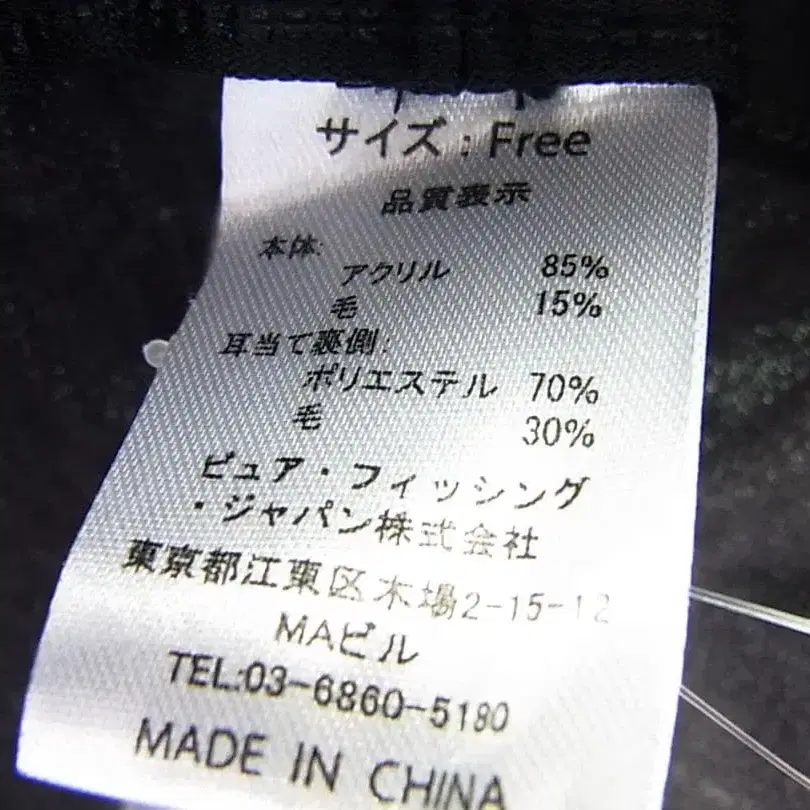 サイズ : Free
品質表示
本体:
アクリル 85%
毛 15%
耳当て裏側:
ポリエステル 70%
毛 30%
ピュア・フィッシング
・ジャパン株式会社
東京都江東区木場2-15-12
MAビル
TEL:03-6860-5180
MADE IN CHINA